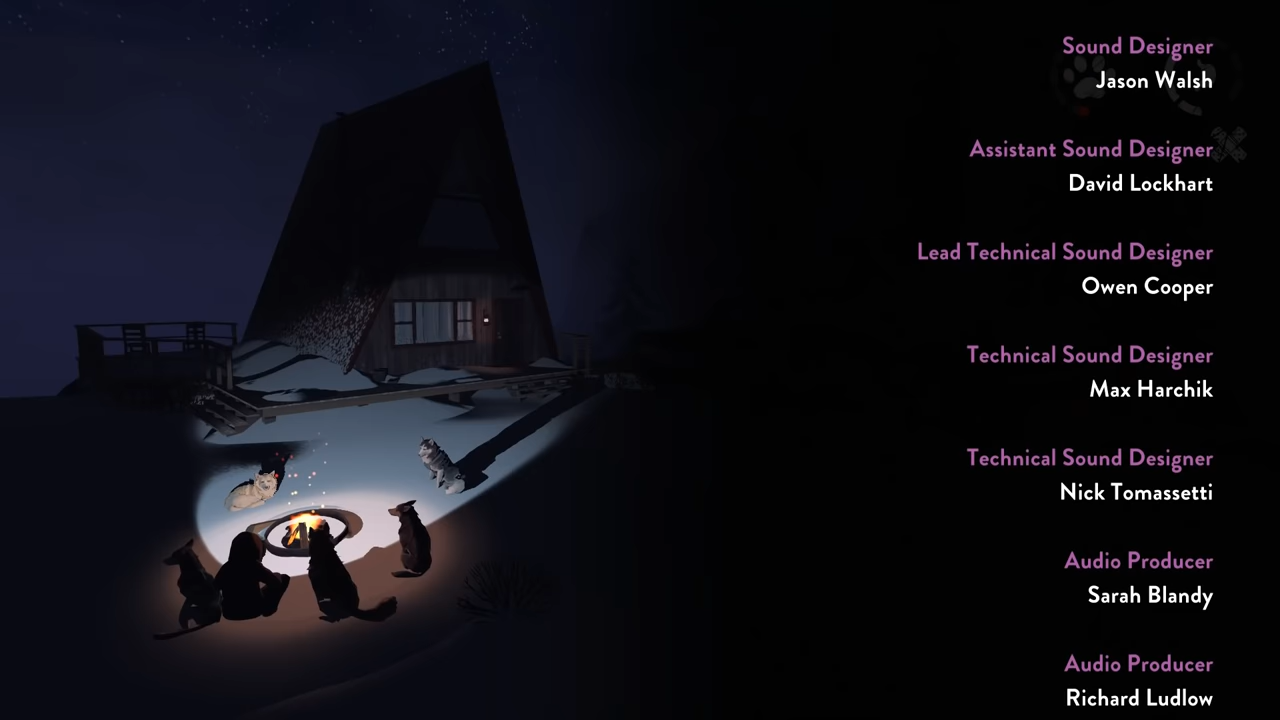 Sound Designer
Jason Walsh
Assistant Sound Designer
David Lockhart
Lead Technical Sound Designer
Owen Cooper
Technical Sound Designer
Max Harchik
Technical Sound Designer
Nick Tomassetti
Audio Producer
Sarah Blandy
Audio Producer
Richard Ludlow